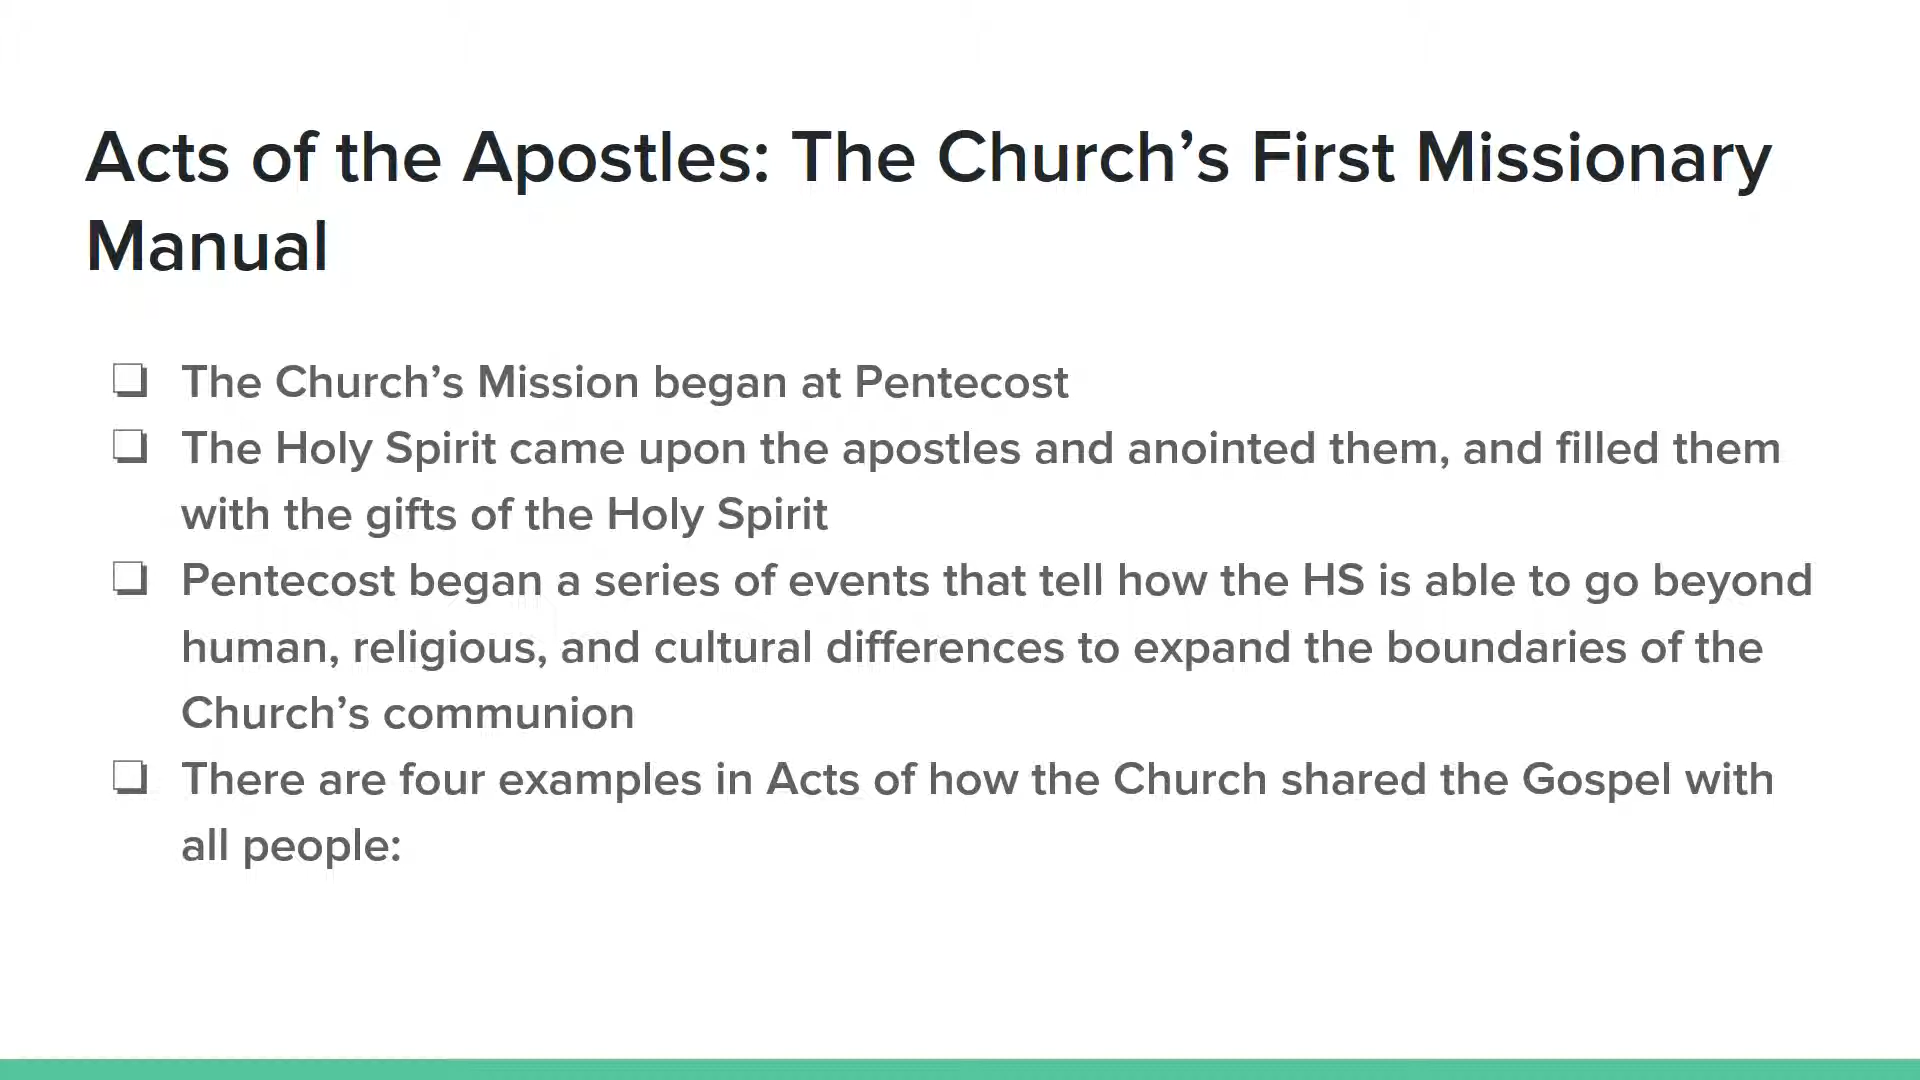 Acts of the Apostles: The Church’s First Missionary
Manual
❏ The Church’s Mission began at Pentecost
❏ The Holy Spirit came upon the apostles and anointed them, and filled them
with the gifts of the Holy Spirit
❏ Pentecost began a series of events that tell how the HS is able to go beyond
human, religious, and cultural differences to expand the boundaries of the
Church’s communion
❏ There are four examples in Acts of how the Church shared the Gospel with
all people: